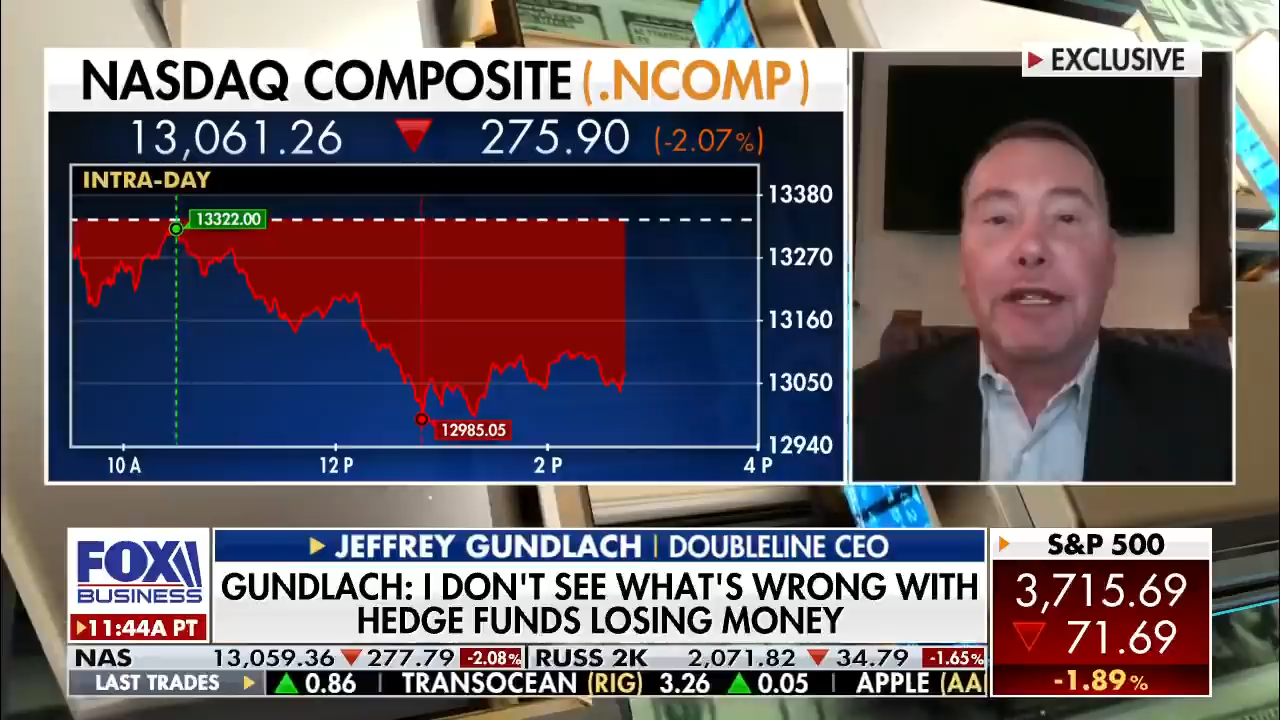 NASDAQ COMPOSITE (.NCOMP)
13,061.26 ▼ 275.90 (-2.07%)
INTRA-DAY
13322.00
12985.05
13380
13270
13160
13050
12940
10 A 12 P 2 P 4 P
EXCLUSIVE
FOX
BUSINESS
11:44A PT
JEFFREY GUNDLACH | DOUBLELINE CEO
GUNDLACH: I DON'T SEE WHAT'S WRONG WITH
HEDGE FUNDS LOSING MONEY
S&P 500
3,715.69
▼ 71.69
-1.89%
NAS 13,059.36 ▼ 277.79 -2.08% RUSS 2K 2,071.82 ▼ 34.79 -1.65%
LAST TRADES ▲ 0.86 | TRANSOCEAN (RIG) 3.26 ▲ 0.05 | APPLE (AA